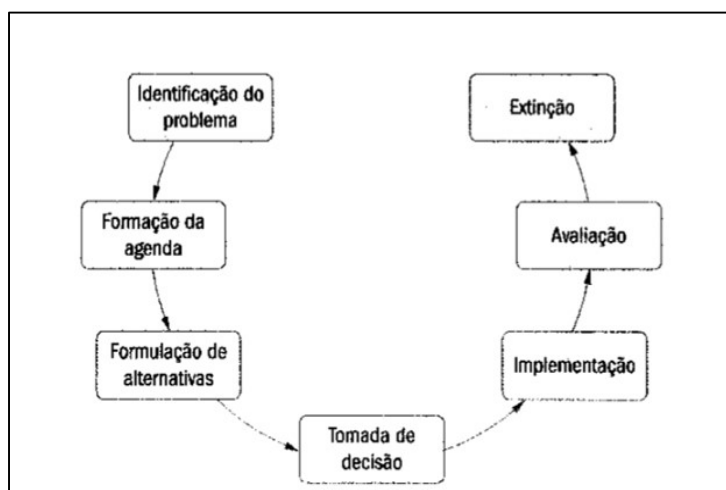 Identificação do
problema
Formação da
agenda
Formulação de
alternativas
Tomada de
decisão
Implementação
Avaliação
Extinção